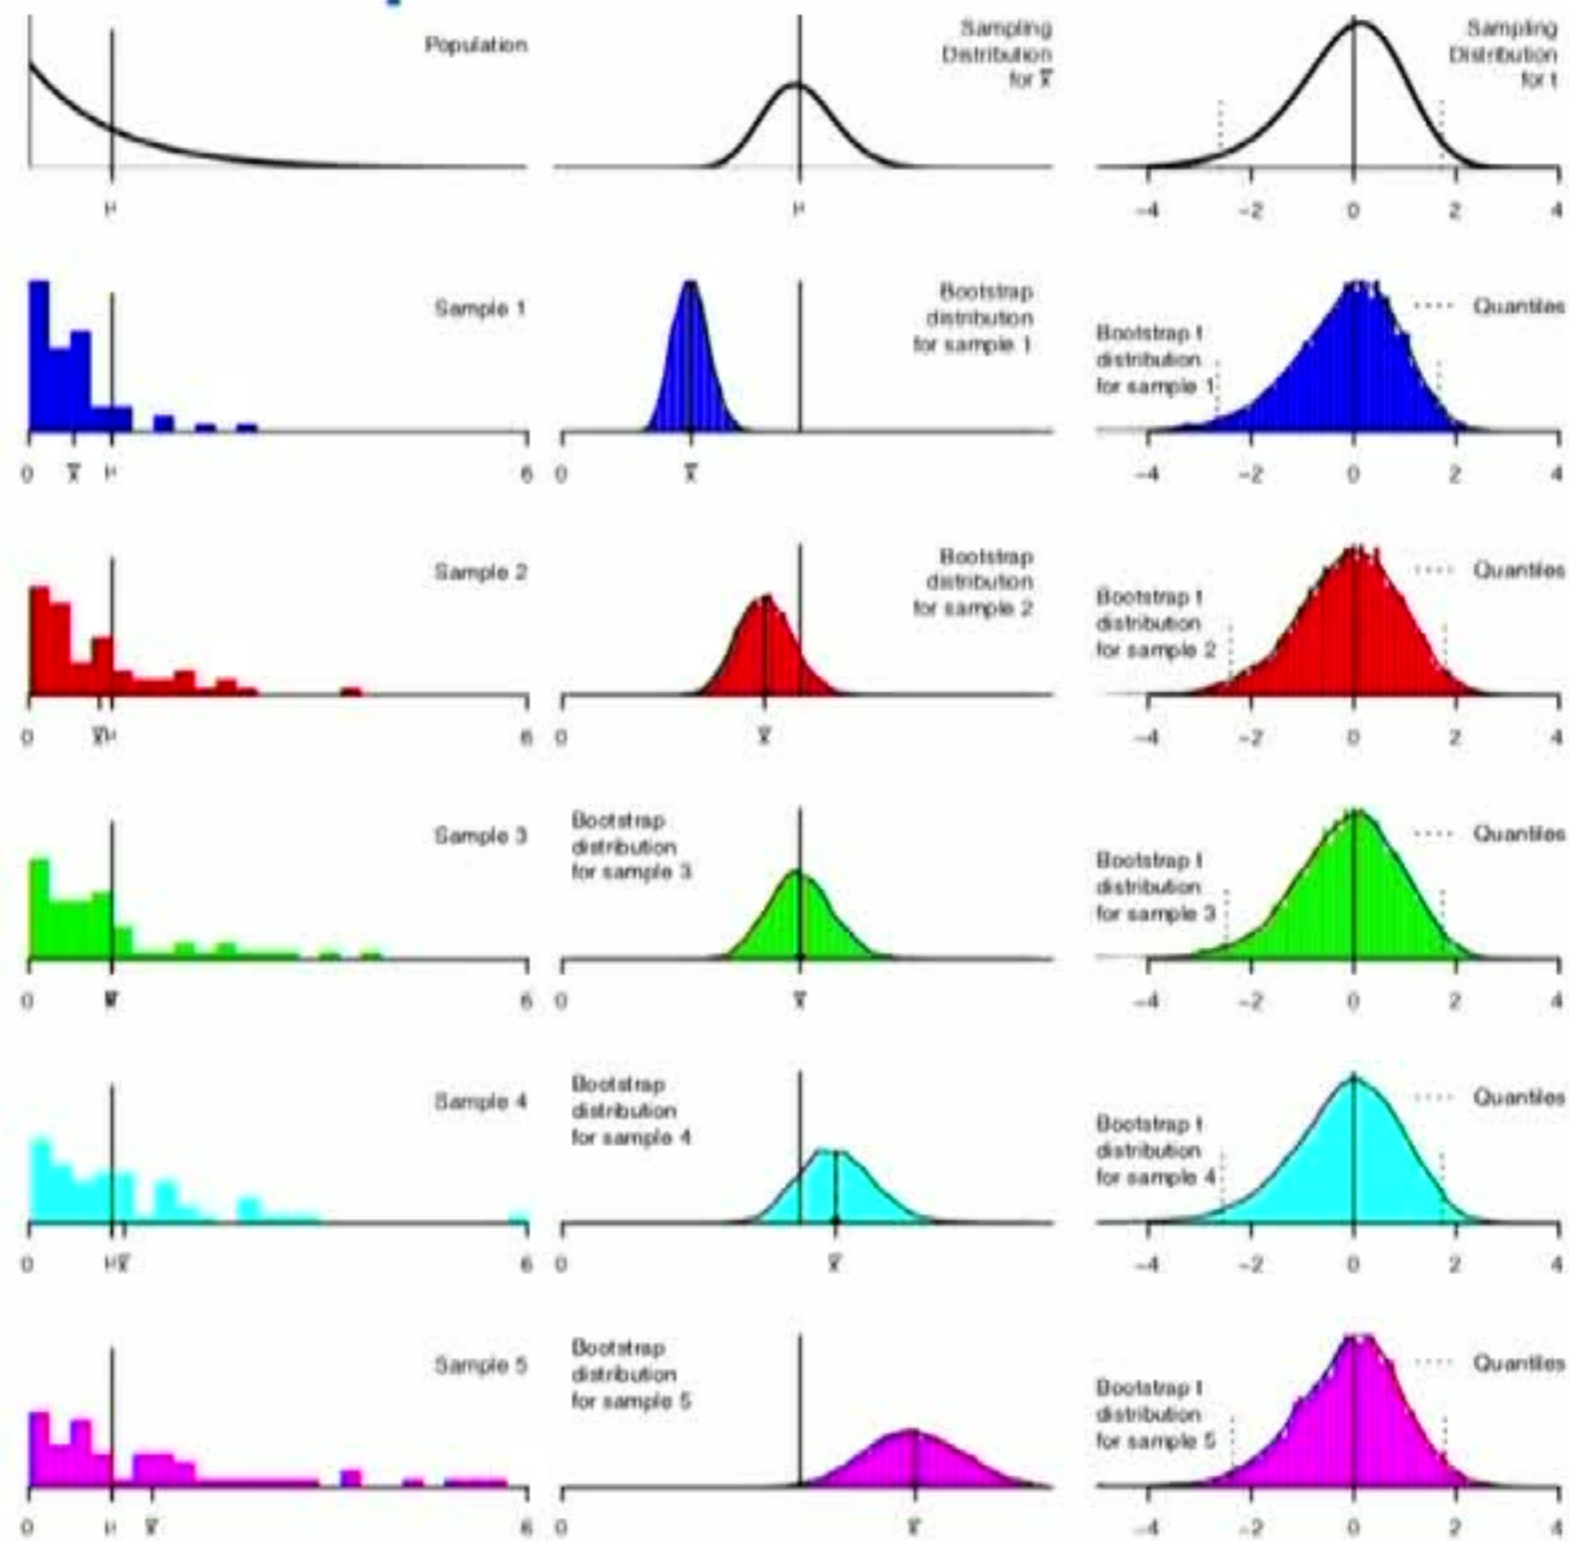 Population
μ
Sampling
Distribution
for x̄
μ
Sampling
Distribution
for t
−4 −2 0 2 4
Sample 1
0 x̄ μ 6
Bootstrap
distribution
for sample 1
0 x̄
Bootstrap t
distribution
for sample 1
Quantiles
−4 −2 0 2 4
Sample 2
0 x̄μ 6
Bootstrap
distribution
for sample 2
0 x̄
Bootstrap t
distribution
for sample 2
Quantiles
−4 −2 0 2 4
Sample 3
0 6
Bootstrap
distribution
for sample 3
0 x̄
Bootstrap t
distribution
for sample 3
Quantiles
−4 −2 0 2 4
Sample 4
0 μx̄ 6
Bootstrap
distribution
for sample 4
0 x̄
Bootstrap t
distribution
for sample 4
Quantiles
−4 −2 0 2 4
Sample 5
0 μ x̄ 6
Bootstrap
distribution
for sample 5
0 x̄
Bootstrap t
distribution
for sample 5
Quantiles
−4 −2 0 2 4